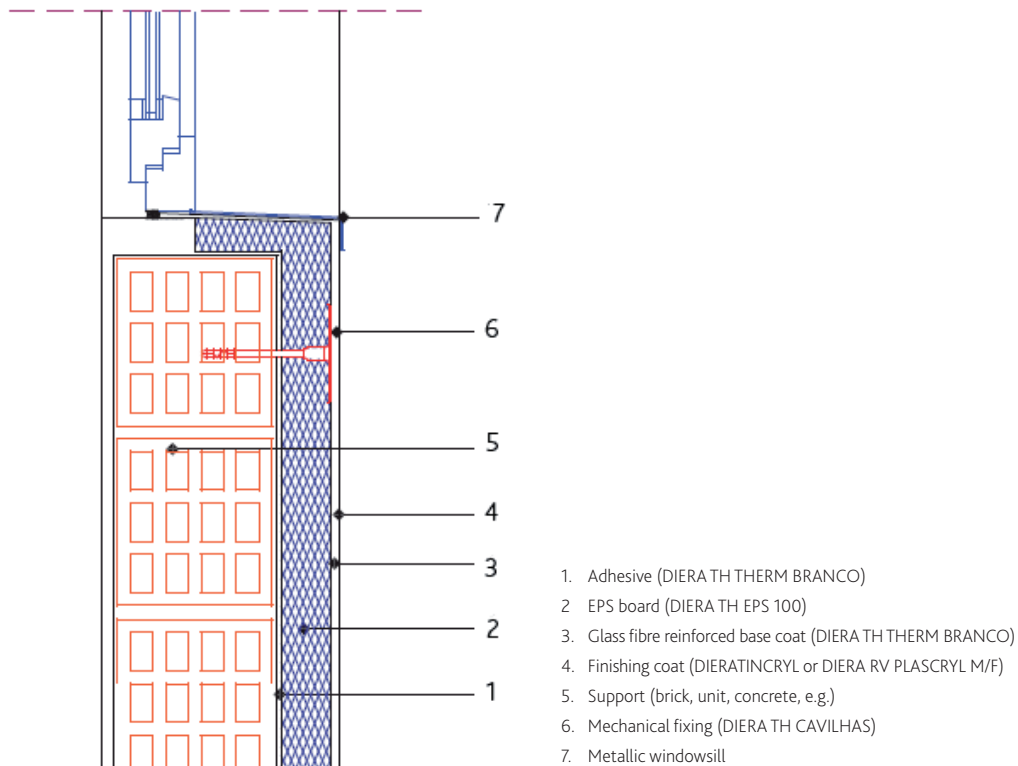 7
6
5
4
3
2
1
1. Adhesive (DIERA TH THERM BRANCO)
2 EPS board (DIERA TH EPS 100)
3. Glass fibre reinforced base coat (DIERA TH THERM BRANCO)
4. Finishing coat (DIERATINCRYL or DIERA RV PLASCRYL M/F)
5. Support (brick, unit, concrete, e.g.)
6. Mechanical fixing (DIERA TH CAVILHAS)
7. Metallic windowsill